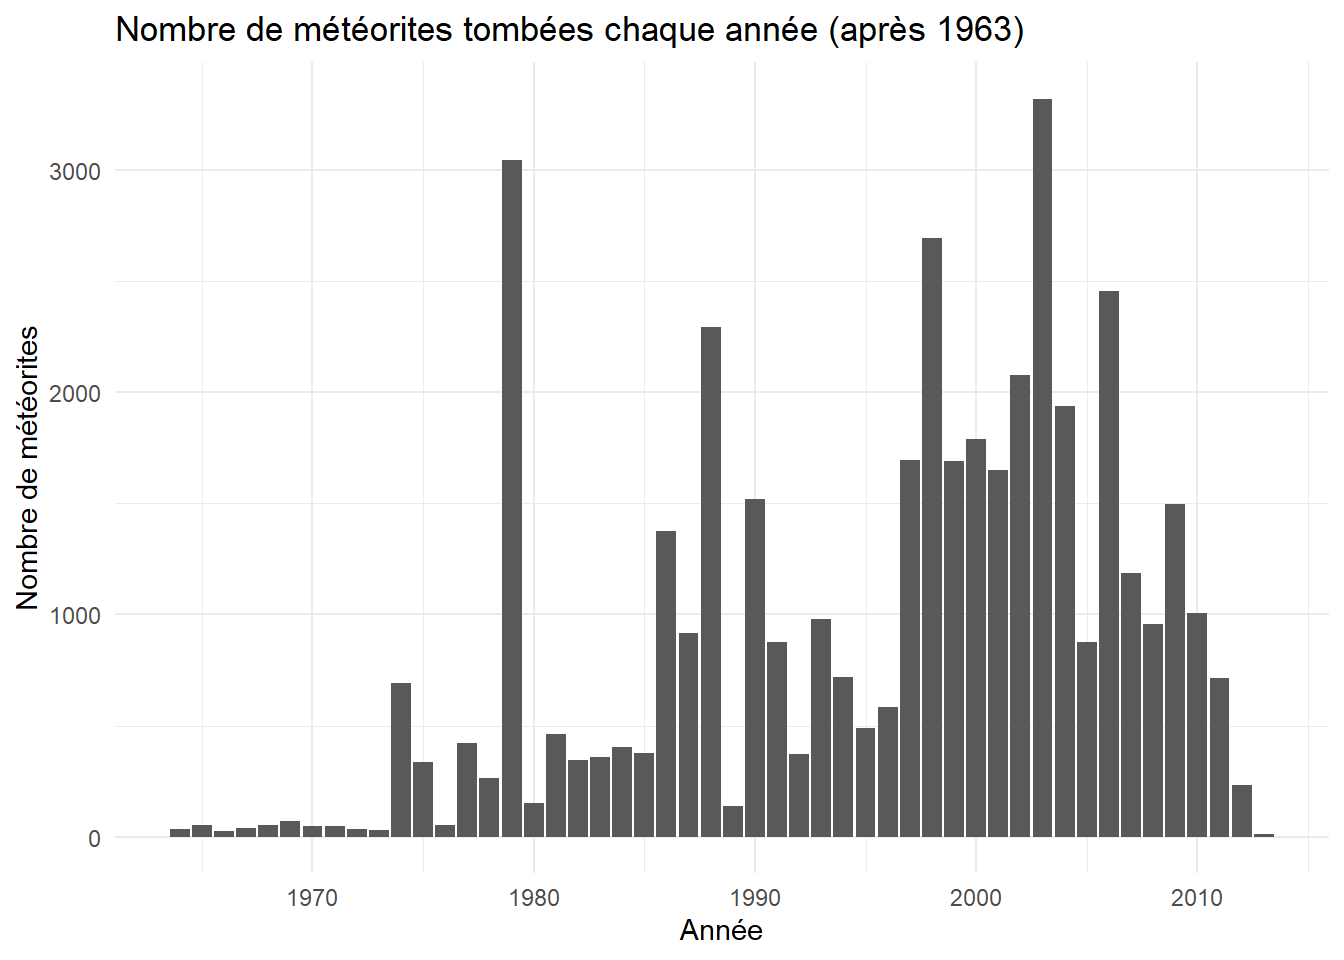 Nombre de météorites tombées chaque année (après 1963)
Nombre de météorites
3000
2000
1000
0
1970 1980 1990 2000 2010
Année